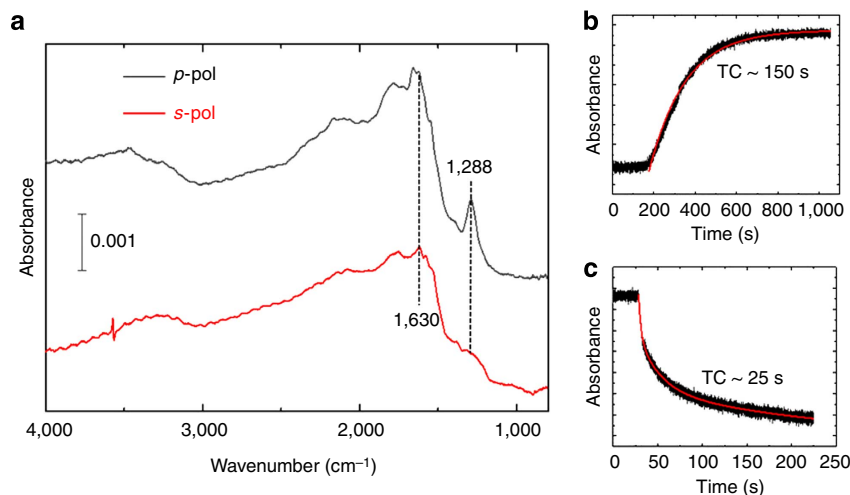 a
p-pol
s-pol
1,288
0.001
1,630
Absorbance
4,000 3,000 2,000 1,000
Wavenumber (cm⁻¹)
b
TC ~ 150 s
Absorbance
0 200 400 600 800 1,000
Time (s)
c
TC ~ 25 s
Absorbance
0 50 100 150 200 250
Time (s)